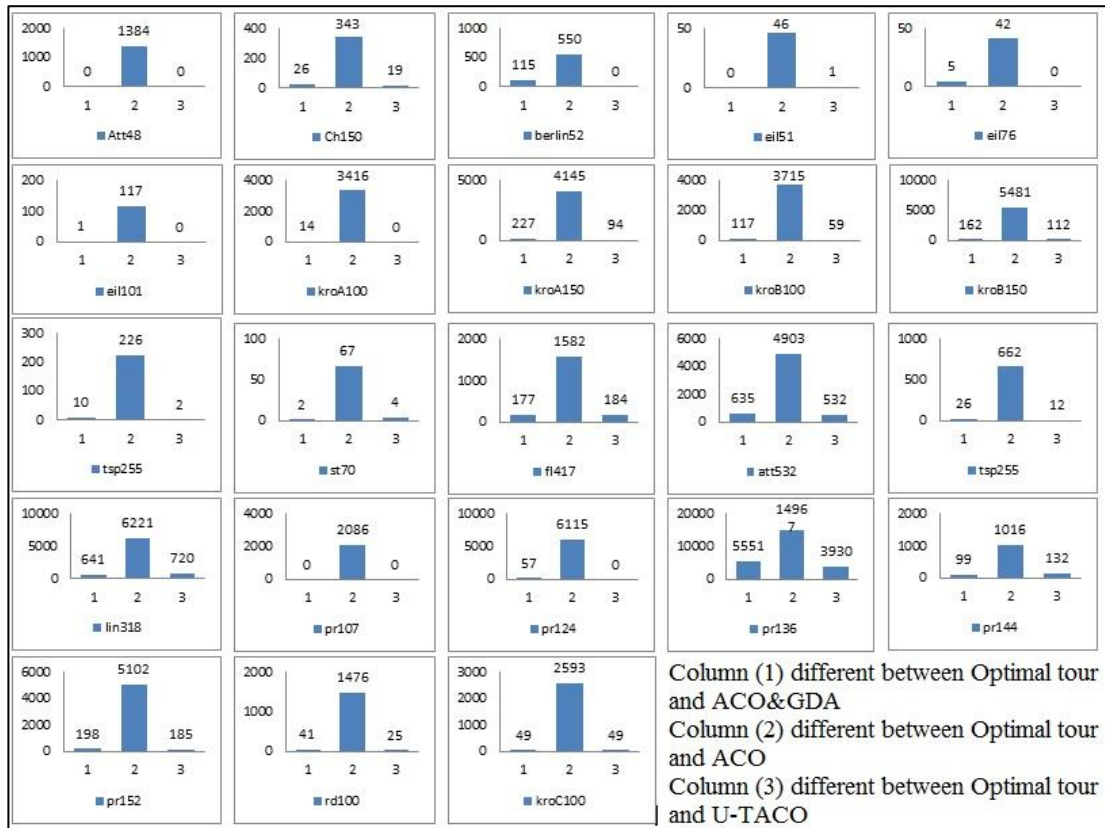 2000 1384
1000 0 0
0
1 2 3
Att48
400 343
200 26 19
0
1 2 3
Ch150
1000 550
500 115 0
0
1 2 3
berlin52
50 46
0 1
0
1 2 3
eil51
50 42
5 0
0
1 2 3
eil76
200 117
100 1 0
0
1 2 3
eil101
4000 3416
2000 14 0
0
1 2 3
kroA100
5000 4145
227 94
0
1 2 3
kroA150
4000 3715
2000 117 59
0
1 2 3
kroB100
10000 5481
5000 162 112
0
1 2 3
kroB150
300 226
200
100 10 2
0
1 2 3
tsp255
100 67
50 2 4
0
1 2 3
st70
2000 1582
1000 177 184
0
1 2 3
fl417
6000 4903
4000
2000 635 532
0
1 2 3
att532
1000 662
500 26 12
0
1 2 3
tsp255
10000 6221
5000 641 720
0
1 2 3
lin318
4000 2086
2000 0 0
0
1 2 3
pr107
10000 6115
5000 57 0
0
1 2 3
pr124
20000 1496
7
10000 5551 3930
0
1 2 3
pr136
2000 1016
1000 99 132
0
1 2 3
pr144
6000 5102
4000
2000 198 185
0
1 2 3
pr152
2000 1476
1000 41 25
0
1 2 3
rd100
3000 2593
2000
1000 49 49
0
1 2 3
kroC100
Column (1) different between Optimal tour
and ACO&GDA
Column (2) different between Optimal tour
and ACO
Column (3) different between Optimal tour
and U-TACO